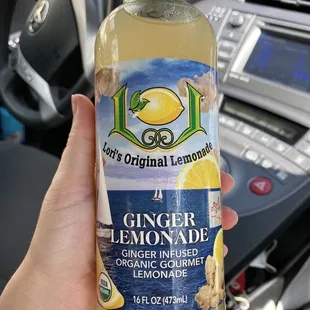 LOL
Lori's Original Lemonade
GINGER
LEMONADE
GINGER INFUSED
ORGANIC GOURMET
LEMONADE
16 FL OZ (473mL)